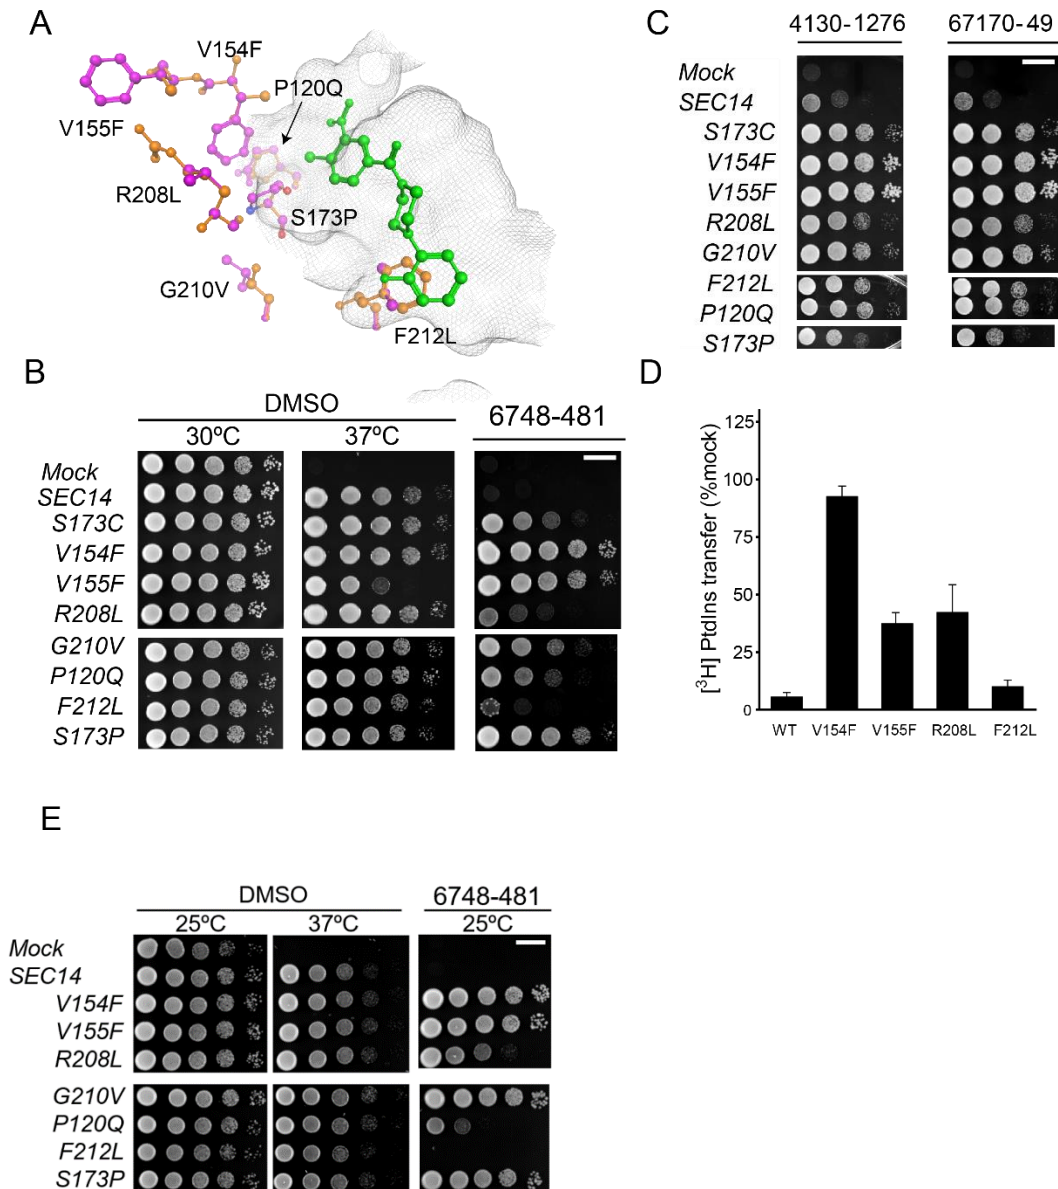 A
V154F
P120Q
V155F
R208L
S173P
G210V
F212L
B
DMSO
30ºC
37ºC
6748-481
Mock
SEC14
S173C
V154F
V155F
R208L
G210V
P120Q
F212L
S173P
C
4130-1276
67170-49
Mock
SEC14
S173C
V154F
V155F
R208L
G210V
F212L
P120Q
S173P
D
[³H] PtdIns transfer (%mock)
125
100
75
50
25
0
WT V154F V155F R208L F212L
E
DMSO
6748-481
25ºC
37ºC
25ºC
Mock
SEC14
V154F
V155F
R208L
G210V
P120Q
F212L
S173P